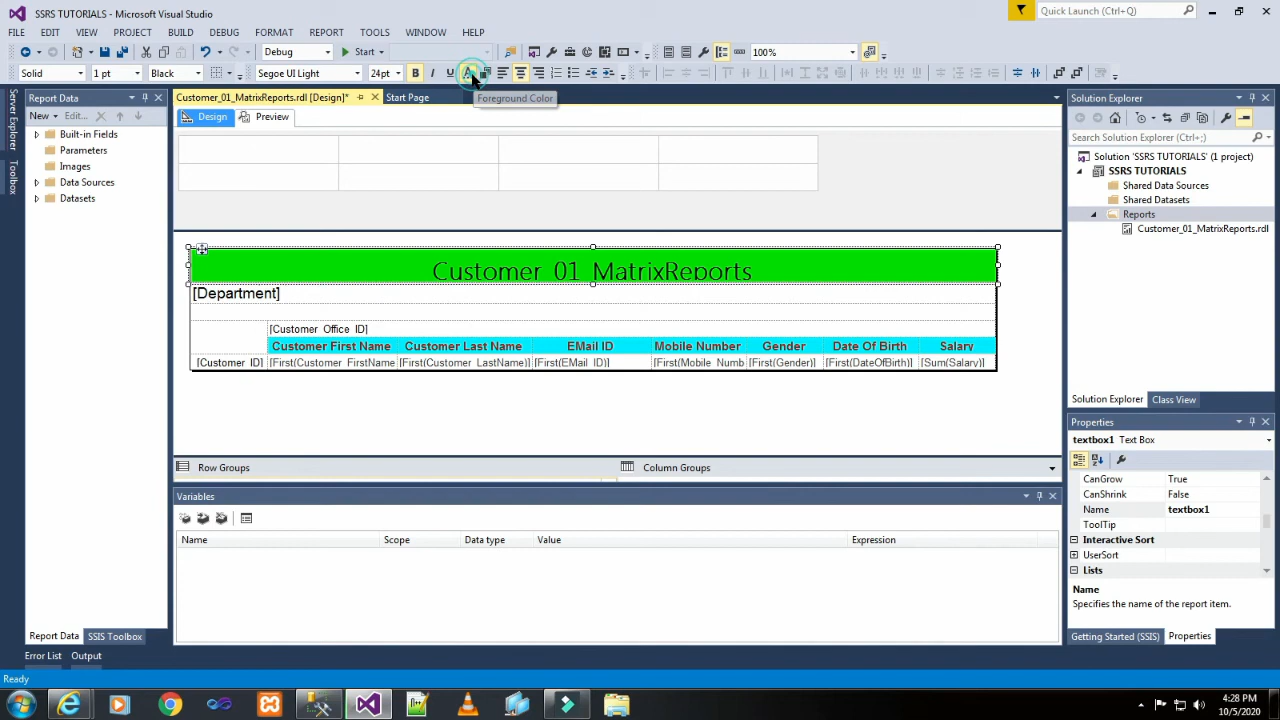 SSRS TUTORIALS - Microsoft Visual Studio
Quick Launch (Ctrl+Q)
FILE EDIT VIEW PROJECT BUILD DEBUG FORMAT REPORT TOOLS WINDOW HELP
Debug Start 100%
Solid 1 pt Black Segoe UI Light 24pt B I U A
Foreground Color
Server Explorer
Toolbox
Report Data
New Edit...
Built-in Fields
Parameters
Images
Data Sources
Datasets
Customer_01_MatrixReports.rdl [Design]* Start Page
Design Preview
Customer_01_MatrixReports
[Department]
[Customer_Office_ID]
Customer First Name Customer Last Name EMail ID Mobile Number Gender Date Of Birth Salary
[Customer_ID] [First(Customer_FirstName [First(Customer_LastName)] [First(EMail_ID)] [First(Mobile_Numb [First(Gender)] [First(DateOfBirth)] [Sum(Salary)]
Row Groups Column Groups
Variables
Name Scope Data type Value Expression
Solution Explorer
Search Solution Explorer (Ctrl+;)
Solution 'SSRS TUTORIALS' (1 project)
SSRS TUTORIALS
Shared Data Sources
Shared Datasets
Reports
Customer_01_MatrixReports.rdl
Solution Explorer Class View
Properties
textbox1 Text Box
CanGrow True
CanShrink False
Name textbox1
ToolTip
Interactive Sort
UserSort
Lists
Name
Specifies the name of the report item.
Getting Started (SSIS) Properties
Report Data SSIS Toolbox
Error List Output
Ready
4:28 PM
10/5/2020